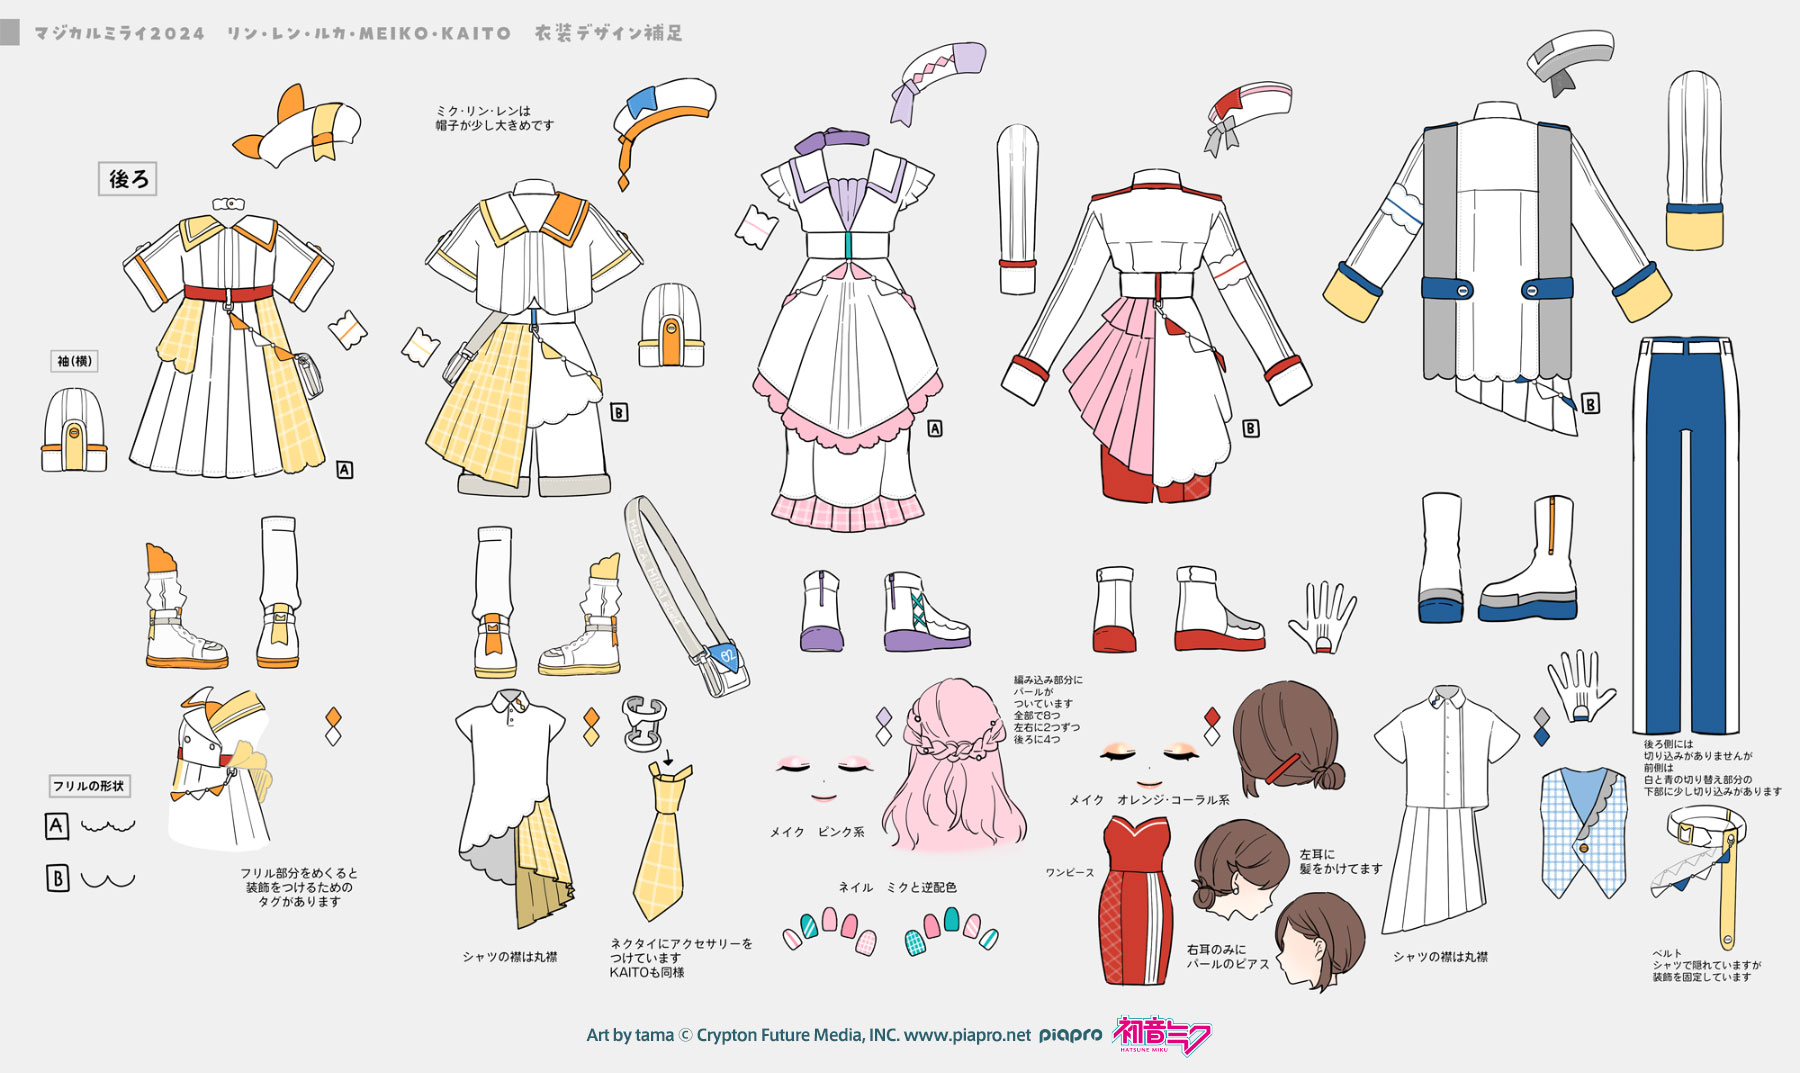 マジカルミライ2024　リン・レン・ルカ・MEIKO・KAITO　衣装デザイン補足
後ろ
ミク・リン・レンは
帽子が少し大きめです
袖(横)
A
B
A
B
B
MAGICAL MIRAI
02
フリルの形状
A
B
フリル部分をめくると
装飾をつけるための
タグがあります
シャツの襟は丸襟
ネクタイにアクセサリーを
つけています
KAITOも同様
メイク　ピンク系
編み込み部分に
パールが
ついています
全部で8つ
左右に2つずつ
後ろに4つ
ネイル　ミクと逆配色
メイク　オレンジ・コーラル系
ワンピース
左耳に
髪をかけてます
右耳のみに
パールのピアス
シャツの襟は丸襟
後ろ側には
切り込みがありませんが
前側は
白と青の切り替え部分の
下部に少し切り込みがあります
ベルト
シャツで隠れていますが
装飾を固定しています
Art by tama © Crypton Future Media, INC. www.piapro.net piapro 初音ミク
HATSUNE MIKU